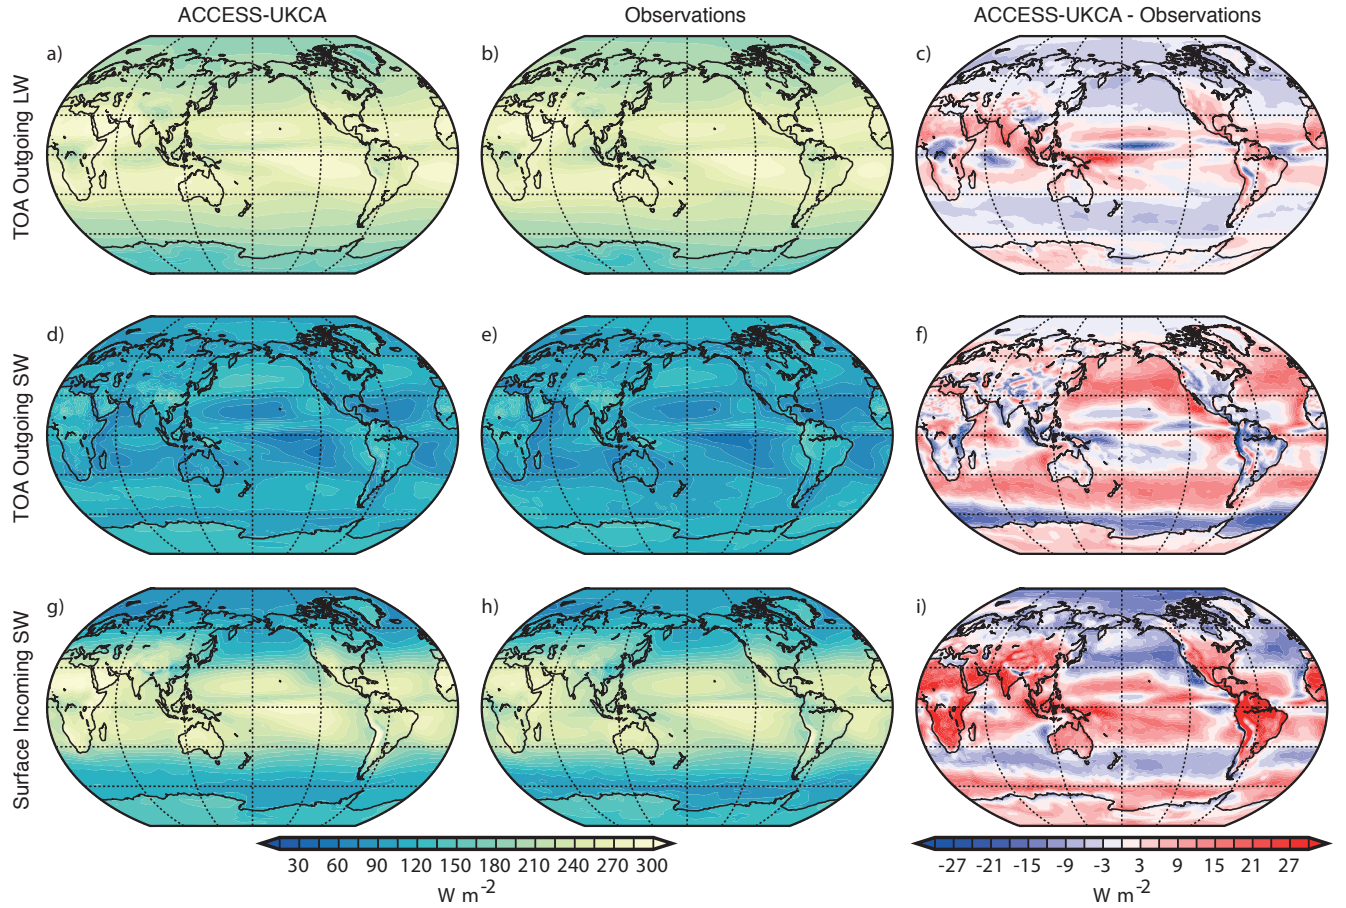 ACCESS-UKCA
Observations
ACCESS-UKCA - Observations
TOA Outgoing LW
a)
b)
c)
TOA Outgoing SW
d)
e)
f)
Surface Incoming SW
g)
h)
i)
30 60 90 120 150 180 210 240 270 300
W m-2
-27 -21 -15 -9 -3 3 9 15 21 27
W m-2